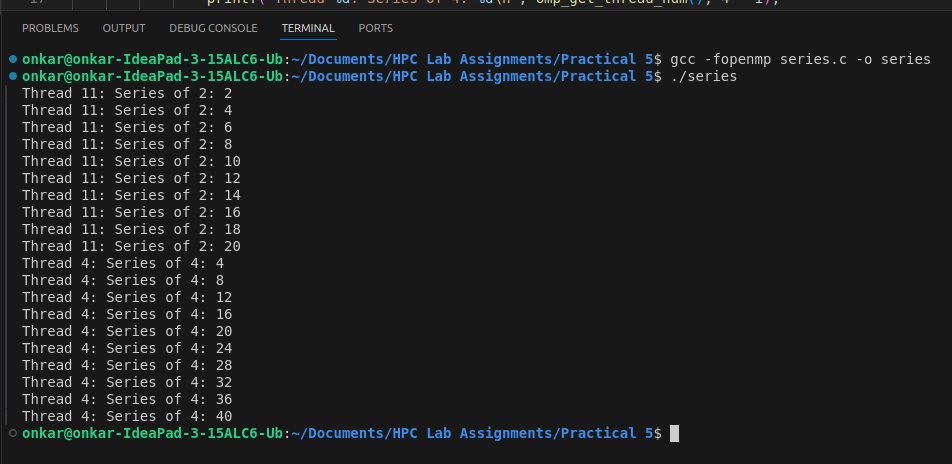 17 printf("Thread %d: Series of 4: %d\n", omp_get_thread_num(), 4 * i);
PROBLEMS OUTPUT DEBUG CONSOLE TERMINAL PORTS
onkar@onkar-IdeaPad-3-15ALC6-Ub:~/Documents/HPC Lab Assignments/Practical 5$ gcc -fopenmp series.c -o series
onkar@onkar-IdeaPad-3-15ALC6-Ub:~/Documents/HPC Lab Assignments/Practical 5$ ./series
Thread 11: Series of 2: 2
Thread 11: Series of 2: 4
Thread 11: Series of 2: 6
Thread 11: Series of 2: 8
Thread 11: Series of 2: 10
Thread 11: Series of 2: 12
Thread 11: Series of 2: 14
Thread 11: Series of 2: 16
Thread 11: Series of 2: 18
Thread 11: Series of 2: 20
Thread 4: Series of 4: 4
Thread 4: Series of 4: 8
Thread 4: Series of 4: 12
Thread 4: Series of 4: 16
Thread 4: Series of 4: 20
Thread 4: Series of 4: 24
Thread 4: Series of 4: 28
Thread 4: Series of 4: 32
Thread 4: Series of 4: 36
Thread 4: Series of 4: 40
onkar@onkar-IdeaPad-3-15ALC6-Ub:~/Documents/HPC Lab Assignments/Practical 5$